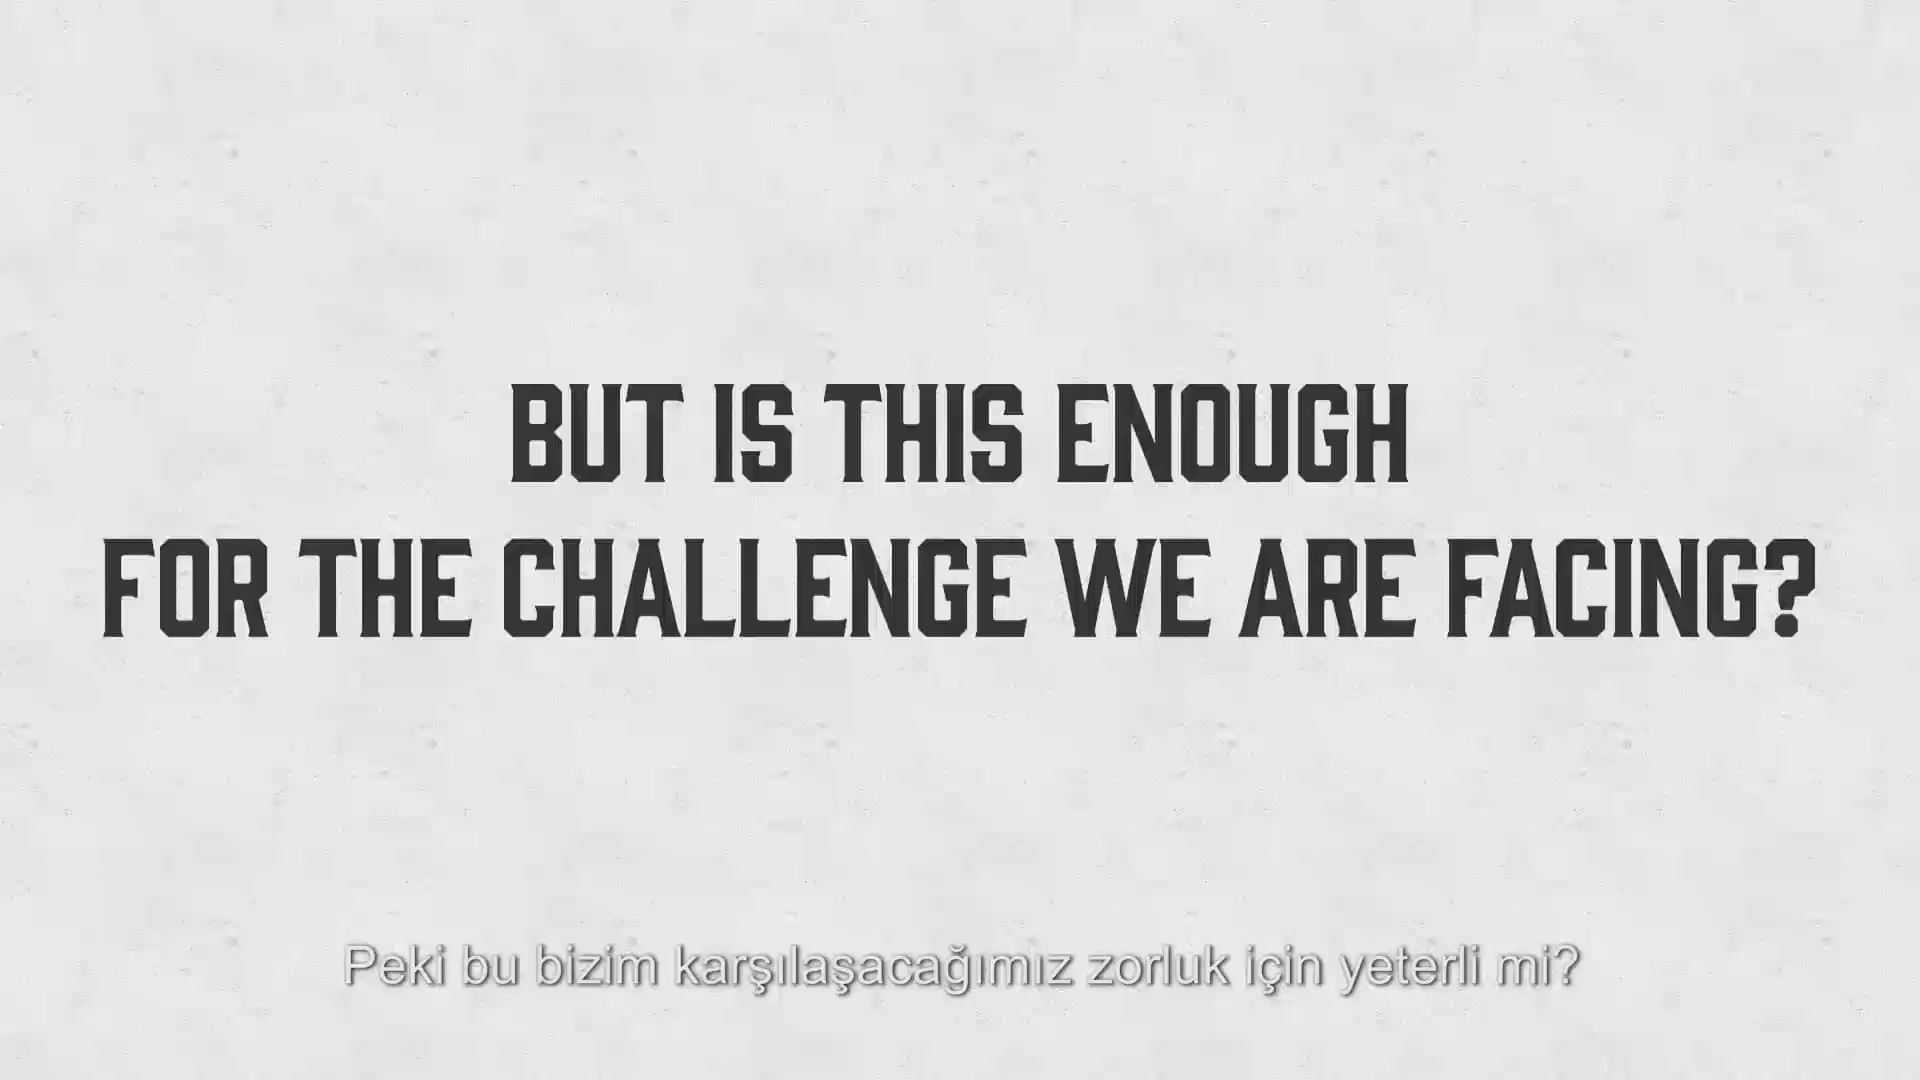 BUT IS THIS ENOUGH
FOR THE CHALLENGE WE ARE FACING?
Peki bu bizim karşılaşacağımız zorluk için yeterli mi?